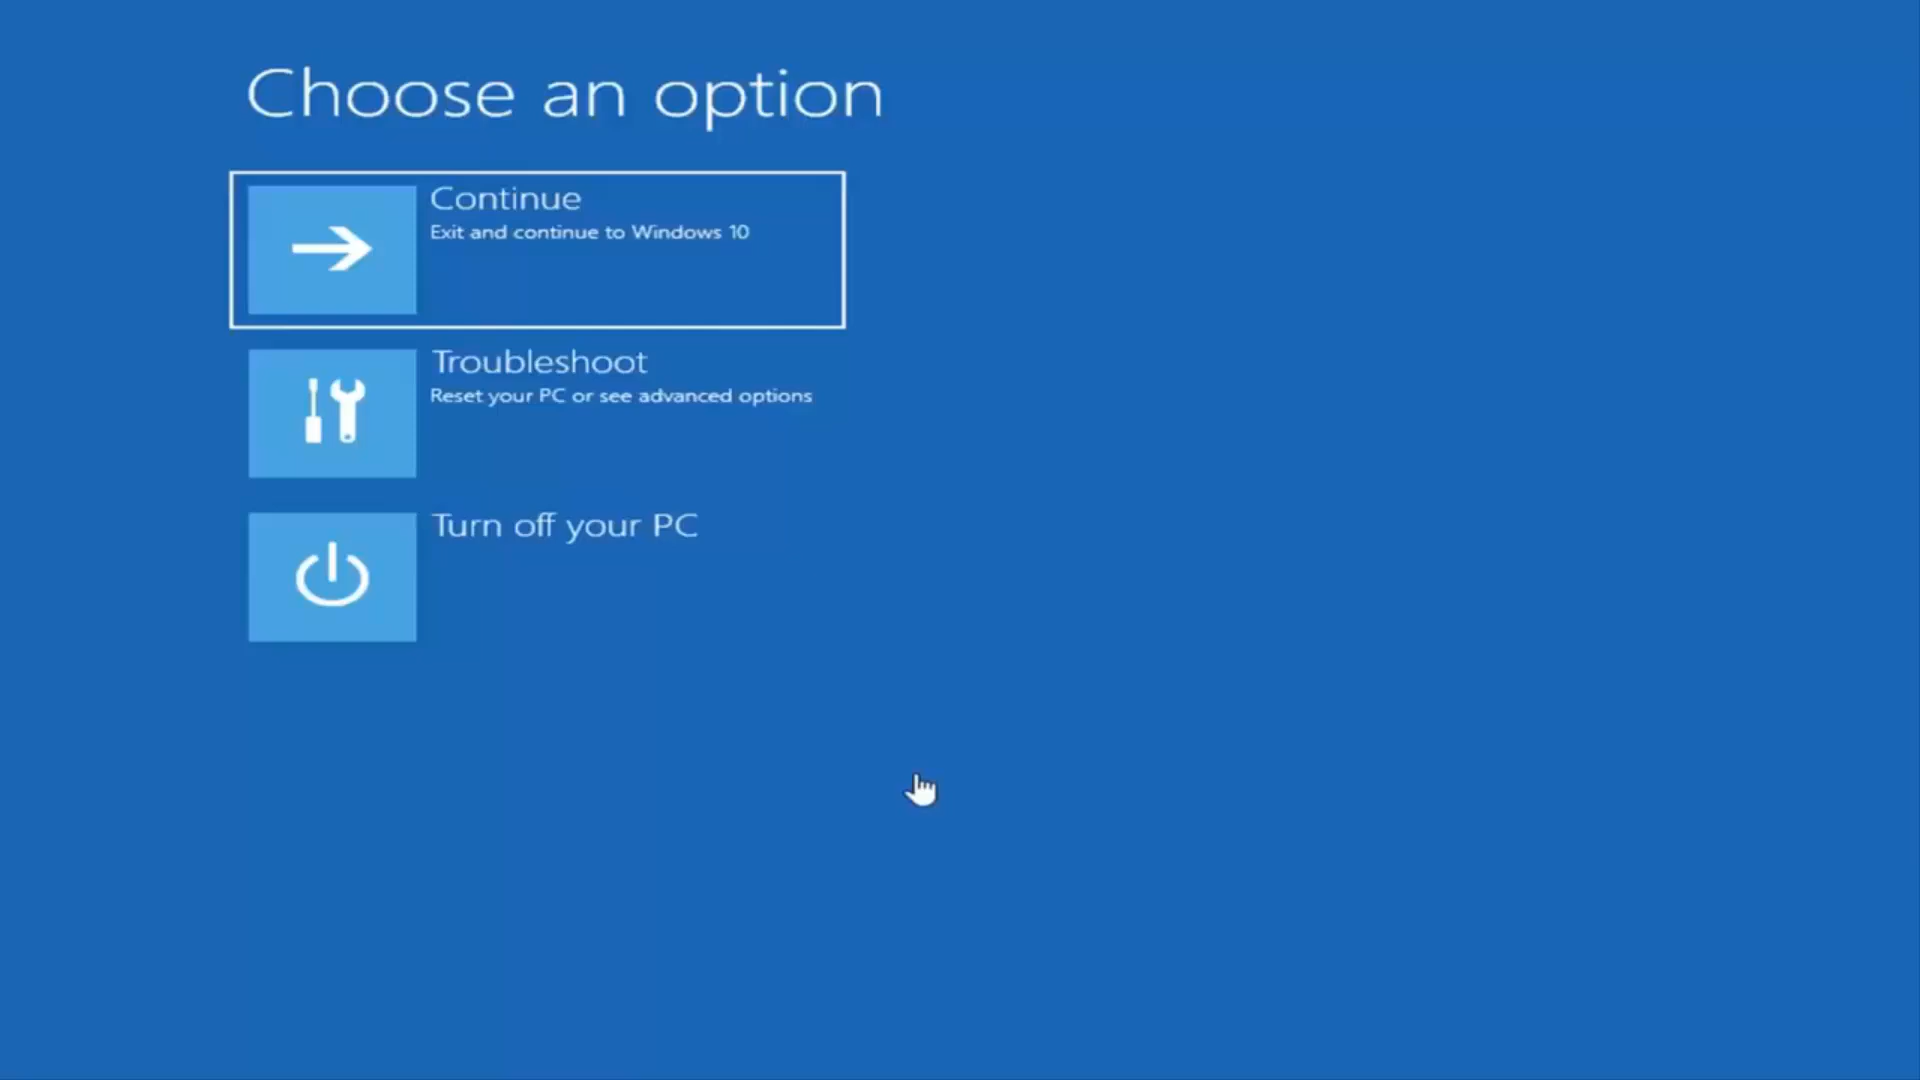 Choose an option
Continue
Exit and continue to Windows 10
Troubleshoot
Reset your PC or see advanced options
Turn off your PC